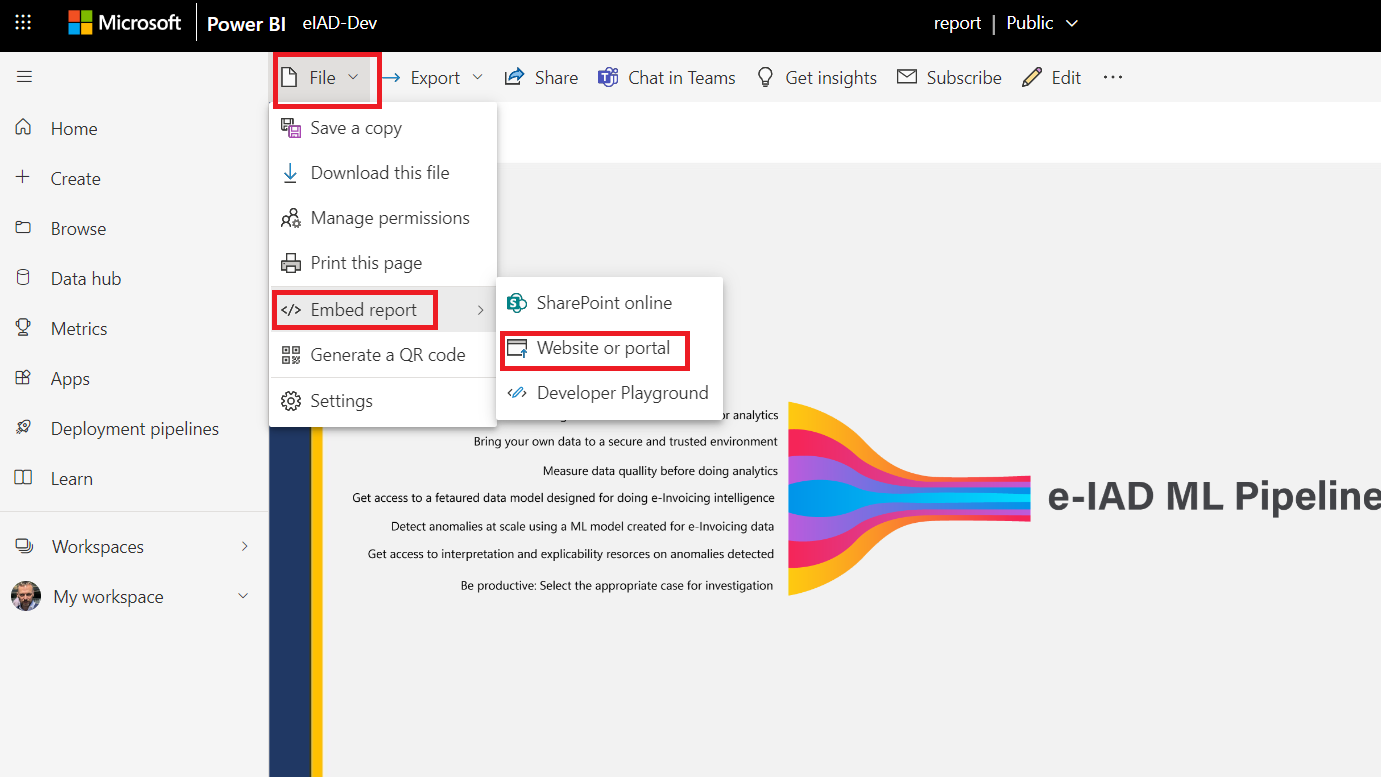 Microsoft Power BI eIAD-Dev report | Public
File Export Share Chat in Teams Get insights Subscribe Edit ...
Home
Create
Browse
Data hub
Metrics
Apps
Deployment pipelines
Learn
Workspaces
My workspace
Save a copy
Download this file
Manage permissions
Print this page
</> Embed report
Generate a QR code
Settings
SharePoint online
Website or portal
Developer Playground
or analytics
Bring your own data to a secure and trusted environment
Measure data quallity before doing analytics
Get access to a fetaured data model designed for doing e-Invoicing intelligence
Detect anomalies at scale using a ML model created for e-Invoicing data
Get access to interpretation and explicability resorces on anomalies detected
Be productive: Select the appropriate case for investigation
e-IAD ML Pipeline